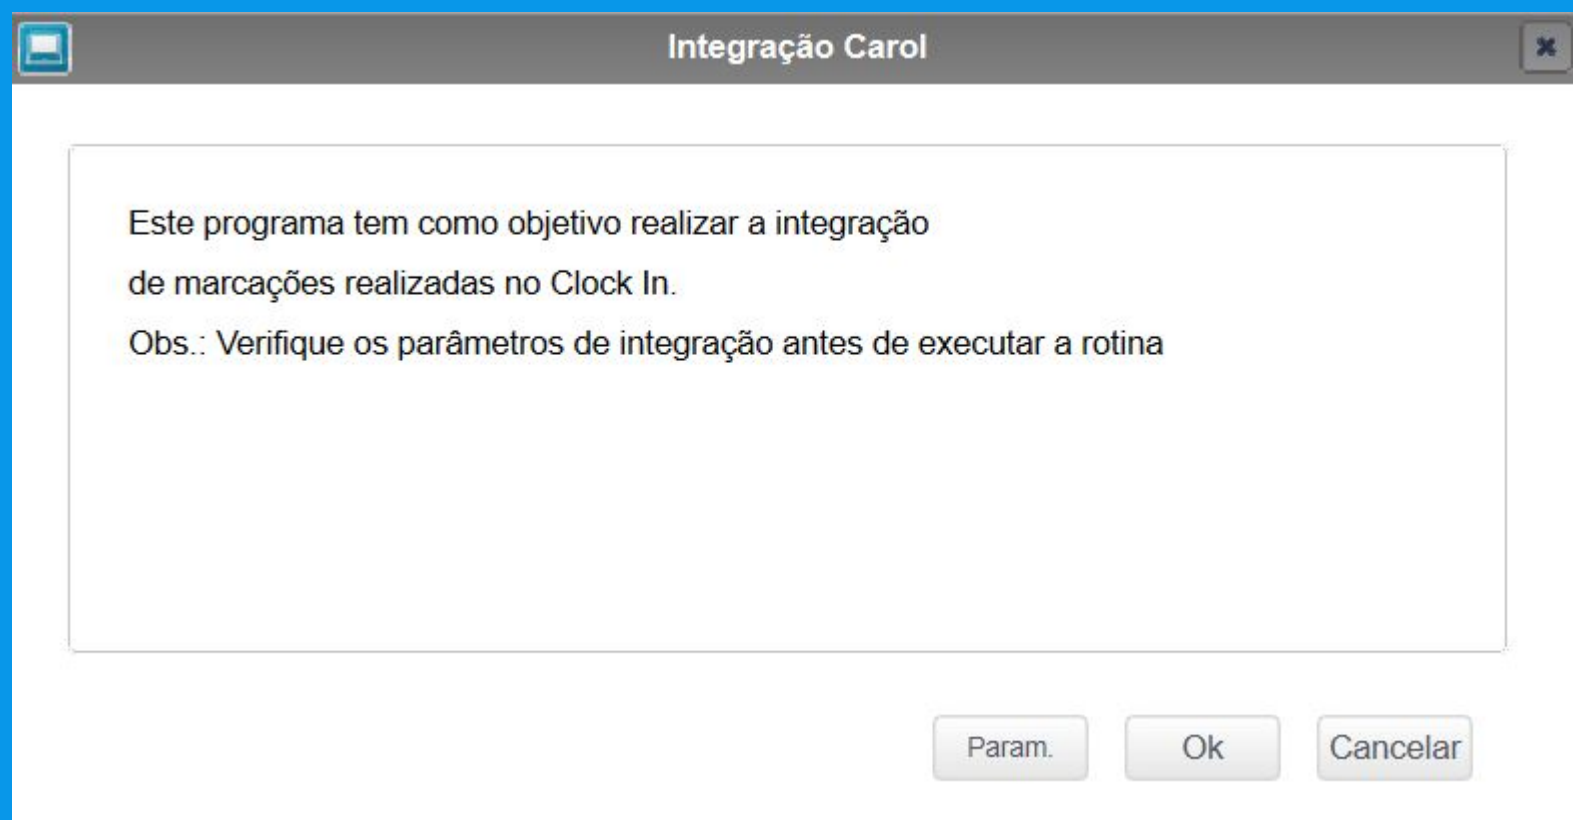 Integração Carol
Este programa tem como objetivo realizar a integração
de marcações realizadas no Clock In.
Obs.: Verifique os parâmetros de integração antes de executar a rotina
Param.
Ok
Cancelar